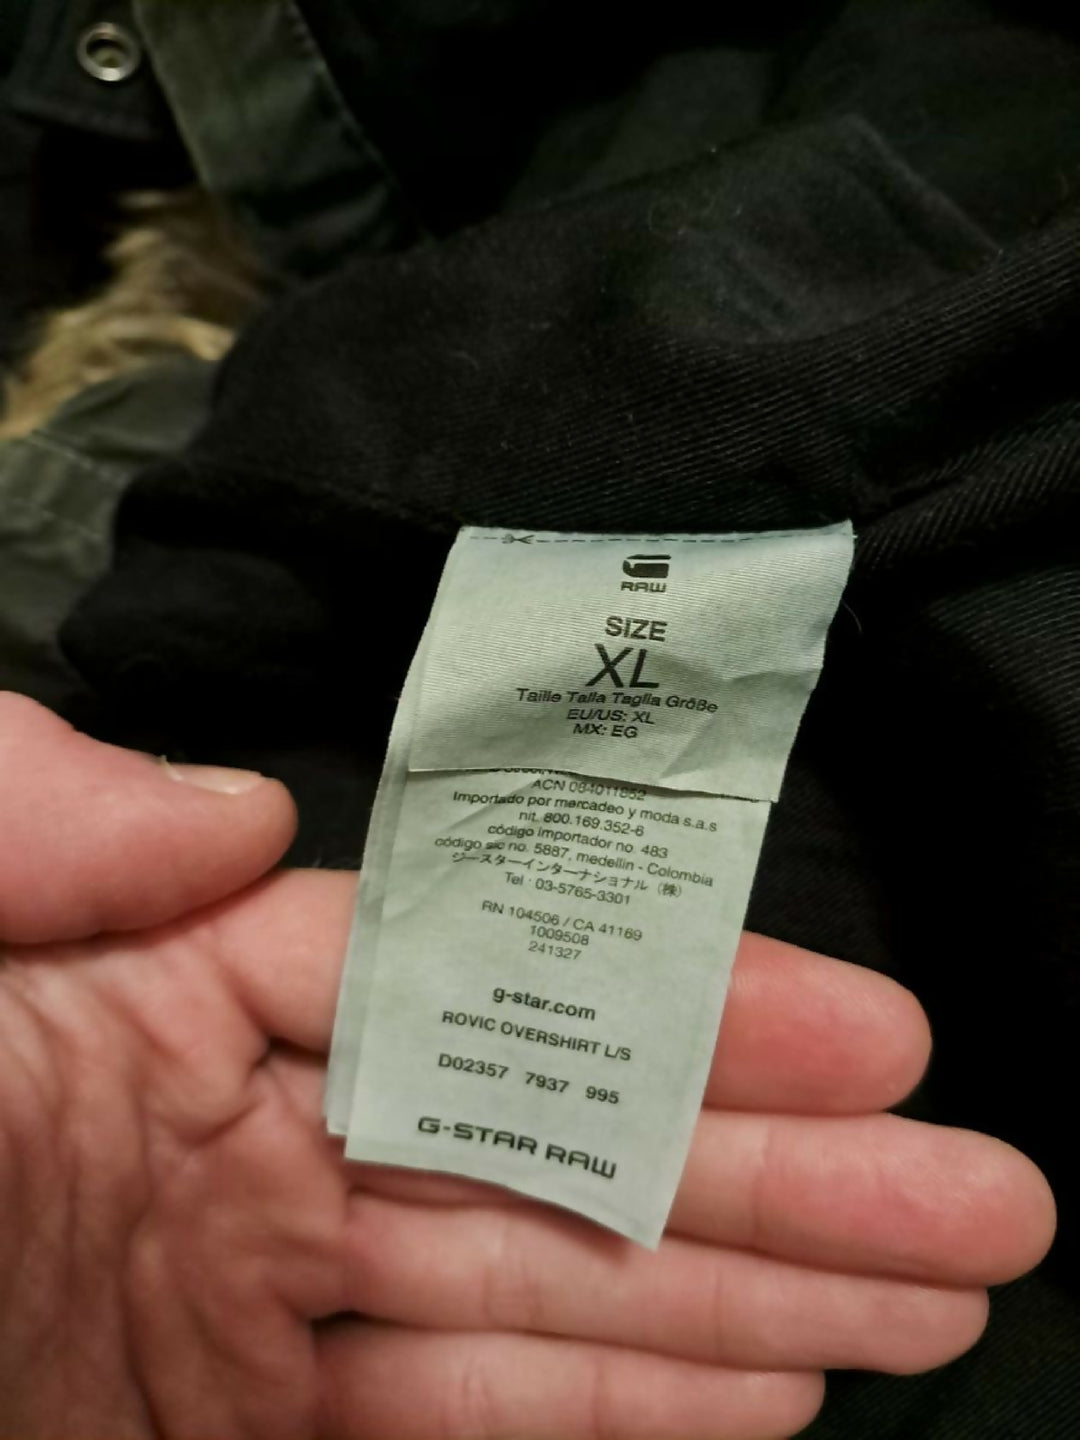 RAW
SIZE
XL
Taille Talla Taglia Größe
EU/US: XL
MX: EG
ACN 084011852
Importado por mercadeo y moda s.a.s
nit. 800.169.352-6
código importador no. 483
código sic no. 5887, medellin - Colombia
ジースターインターナショナル（株）
Tel : 03-5765-3301
RN 104506 / CA 41169
1009508
241327
g-star.com
ROVIC OVERSHIRT L/S
D02357 7937 995
G-STAR RAW